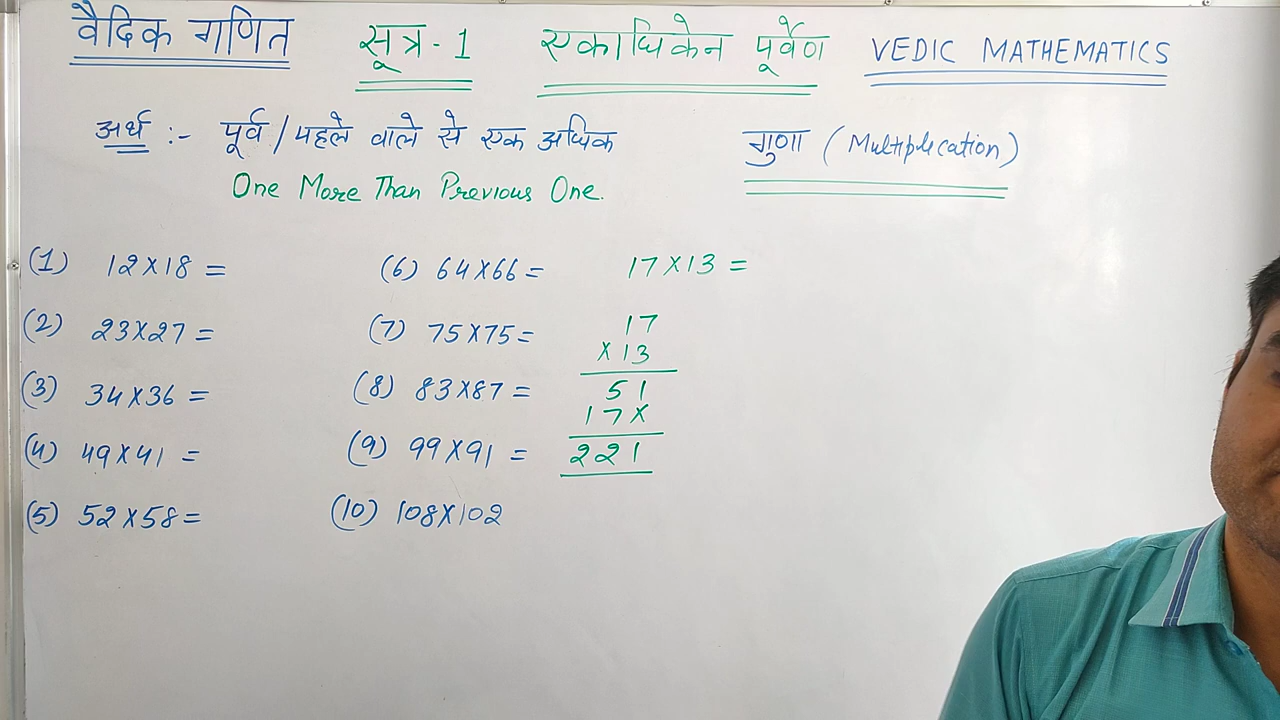 वैदिक गणित सूत्र-1 एकाधिकेन पूर्वेण VEDIC MATHEMATICS
अर्थ :- पूर्व/पहले वाले से एक अधिक गुणा (Multiplication)
One More Than Previous One.
(1) 12×18 =
(2) 23×27 =
(3) 34×36 =
(4) 49×41 =
(5) 52×58 =
(6) 64×66 =
(7) 75×75 =
(8) 83×87 =
(9) 99×91 =
(10) 108×102
17×13 =
17
×13
51
17×
221